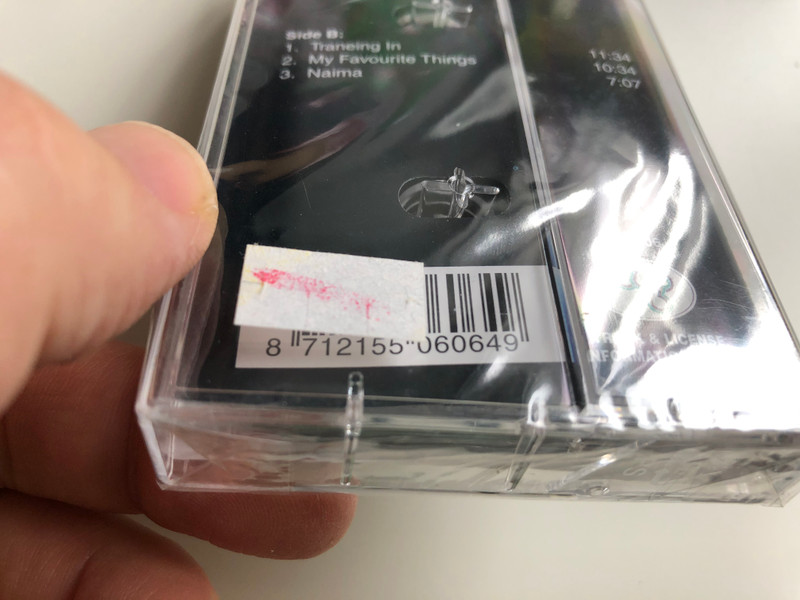 Side B:
1. Traneing In
2. My Favourite Things
3. Naima
11:34
10:34
7:07
8 712155 060649
& LICENSE